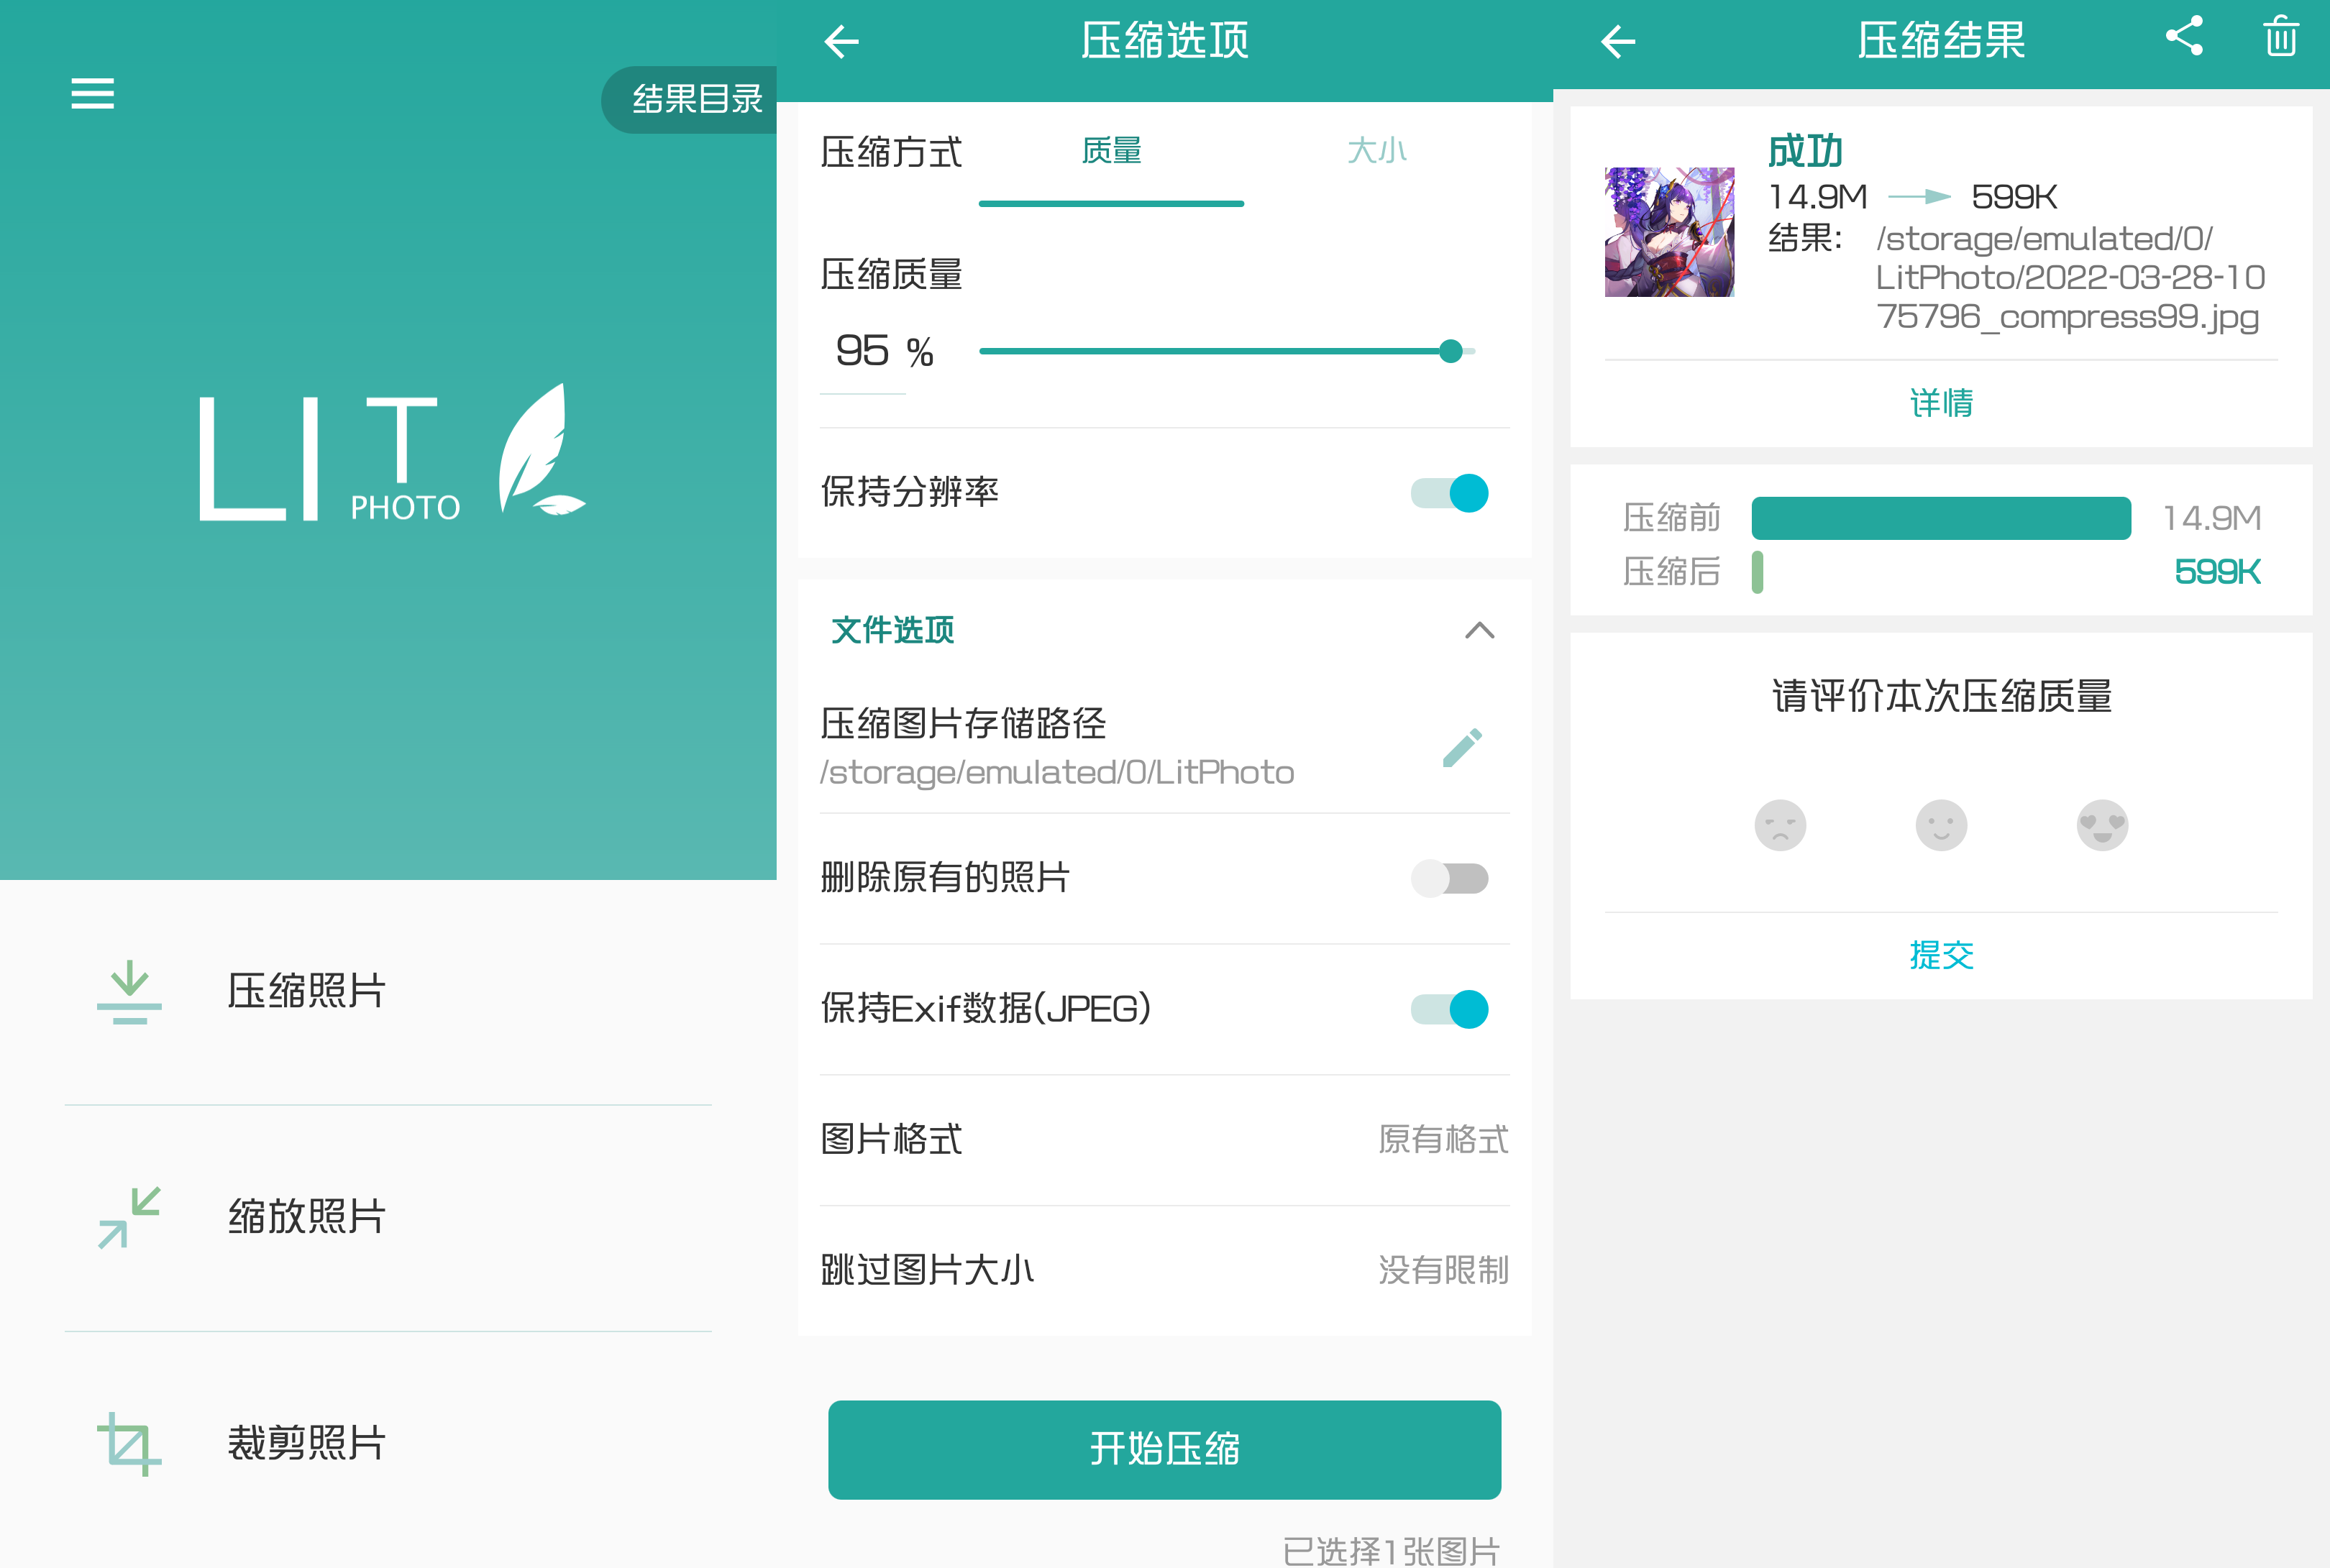 结果目录
LIT
PHOTO
压缩照片
缩放照片
裁剪照片
压缩选项
压缩方式 质量 大小
压缩质量
95 %
保持分辨率
文件选项
压缩图片存储路径
/storage/emulated/0/LitPhoto
删除原有的照片
保持Exif数据(JPEG)
图片格式 原有格式
跳过图片大小 没有限制
开始压缩
已选择1张图片
压缩结果
成功
14.9M 599K
结果: /storage/emulated/0/
LitPhoto/2022-03-28-10
75796_compress99.jpg
详情
压缩前 14.9M
压缩后 599K
请评价本次压缩质量
提交